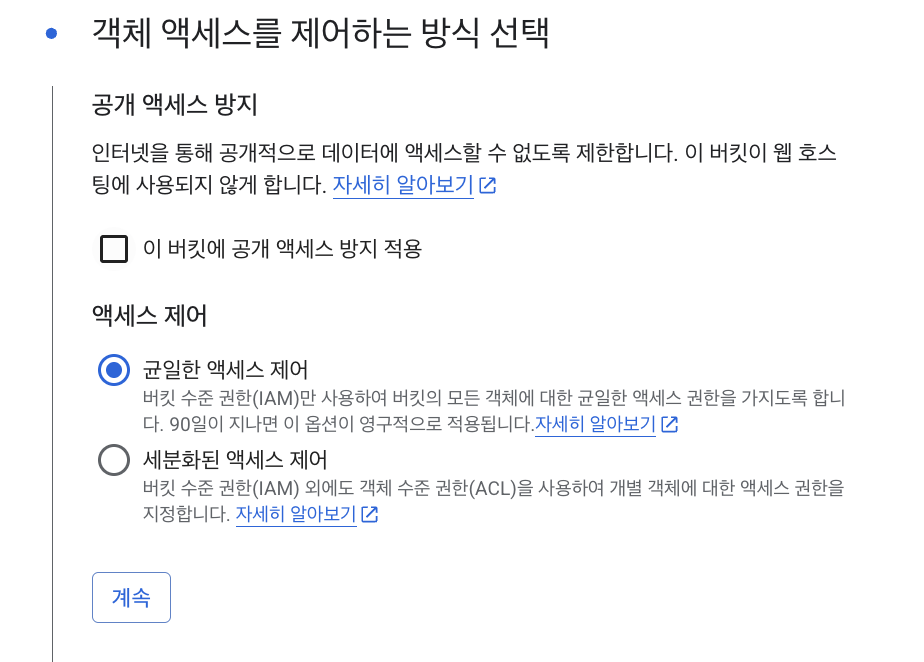 객체 액세스를 제어하는 방식 선택
공개 액세스 방지
인터넷을 통해 공개적으로 데이터에 액세스할 수 없도록 제한합니다. 이 버킷이 웹 호스
팅에 사용되지 않게 합니다. 자세히 알아보기
이 버킷에 공개 액세스 방지 적용
액세스 제어
균일한 액세스 제어
버킷 수준 권한(IAM)만 사용하여 버킷의 모든 객체에 대한 균일한 액세스 권한을 가지도록 합니
다. 90일이 지나면 이 옵션이 영구적으로 적용됩니다.자세히 알아보기
세분화된 액세스 제어
버킷 수준 권한(IAM) 외에도 객체 수준 권한(ACL)을 사용하여 개별 객체에 대한 액세스 권한을
지정합니다. 자세히 알아보기
계속